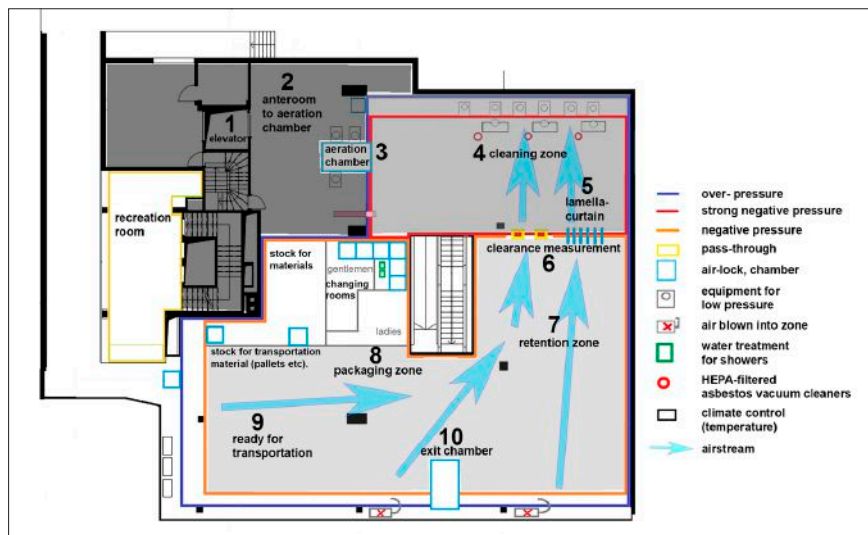 2
anteroom
to aeration
chamber
1
elevator
aeration
chamber
3
4 cleaning zone
5
lamella-
curtain
recreation
room
stock for
materials
gentlemen
changing
rooms
ladies
clearance measurement
6
7
retention zone
stock for transportation
material (pallets etc).
8
packaging zone
9
ready for
transportation
10
exit chamber
over- pressure
strong negative pressure
negative pressure
pass-through
air-lock, chamber
equipment for
low pressure
air blown into zone
water treatment
for showers
HEPA-filtered
asbestos vacuum cleaners
climate control
(temperature)
airstream